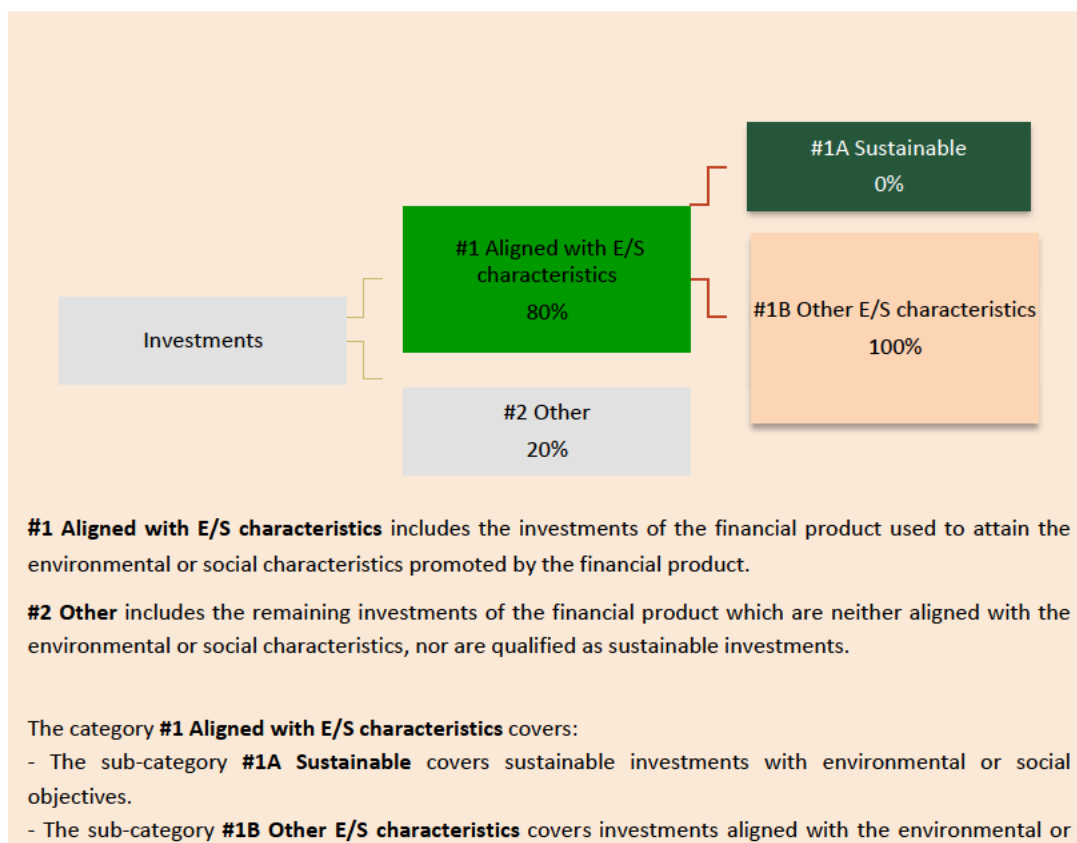 #1A Sustainable
0%
#1 Aligned with E/S
characteristics
80%
#1B Other E/S characteristics
100%
Investments
#2 Other
20%
#1 Aligned with E/S characteristics includes the investments of the financial product used to attain the
environmental or social characteristics promoted by the financial product.
#2 Other includes the remaining investments of the financial product which are neither aligned with the
environmental or social characteristics, nor are qualified as sustainable investments.
The category #1 Aligned with E/S characteristics covers:
- The sub-category #1A Sustainable covers sustainable investments with environmental or social
objectives.
- The sub-category #1B Other E/S characteristics covers investments aligned with the environmental or